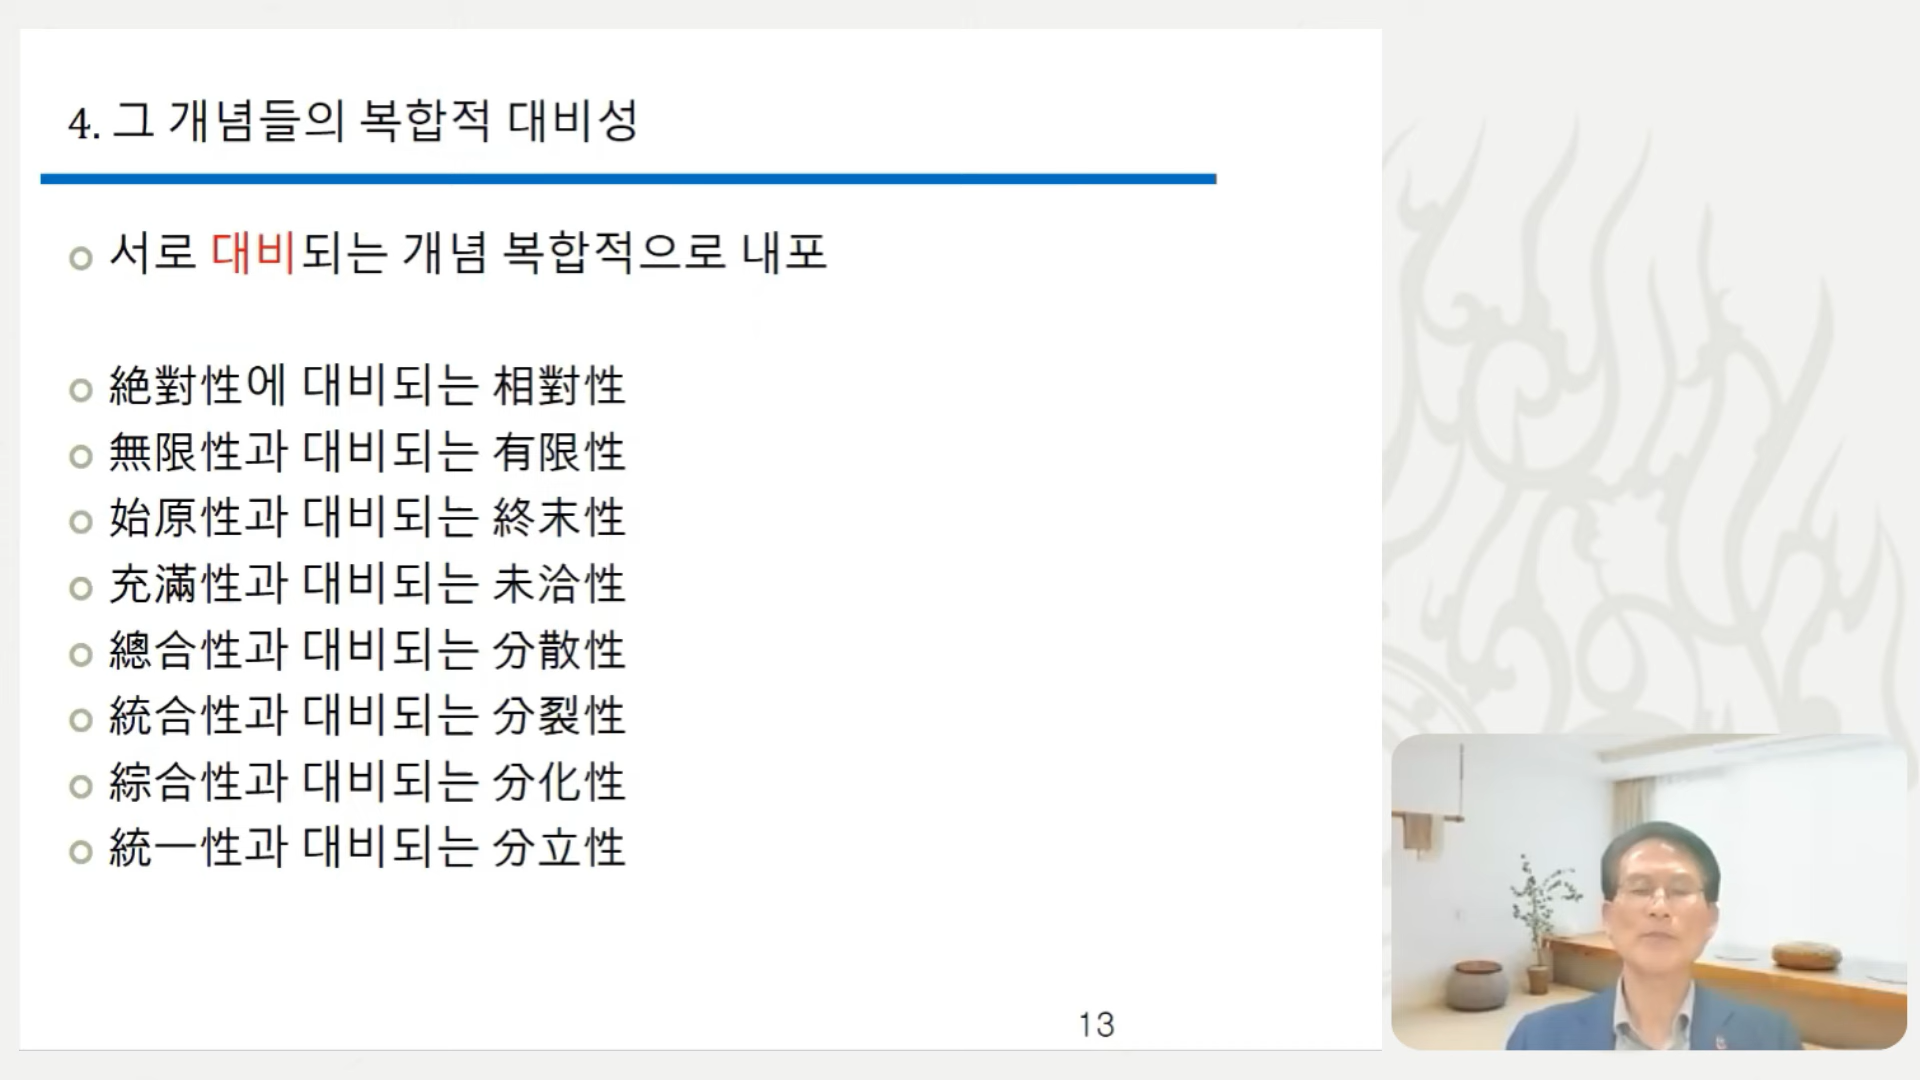 4. 그 개념들의 복합적 대비성
서로 대비되는 개념 복합적으로 내포
絶對性에 대비되는 相對性
無限性과 대비되는 有限性
始原性과 대비되는 終末性
充滿性과 대비되는 未洽性
總合性과 대비되는 分散性
統合性과 대비되는 分裂性
綜合性과 대비되는 分化性
統一性과 대비되는 分立性
13